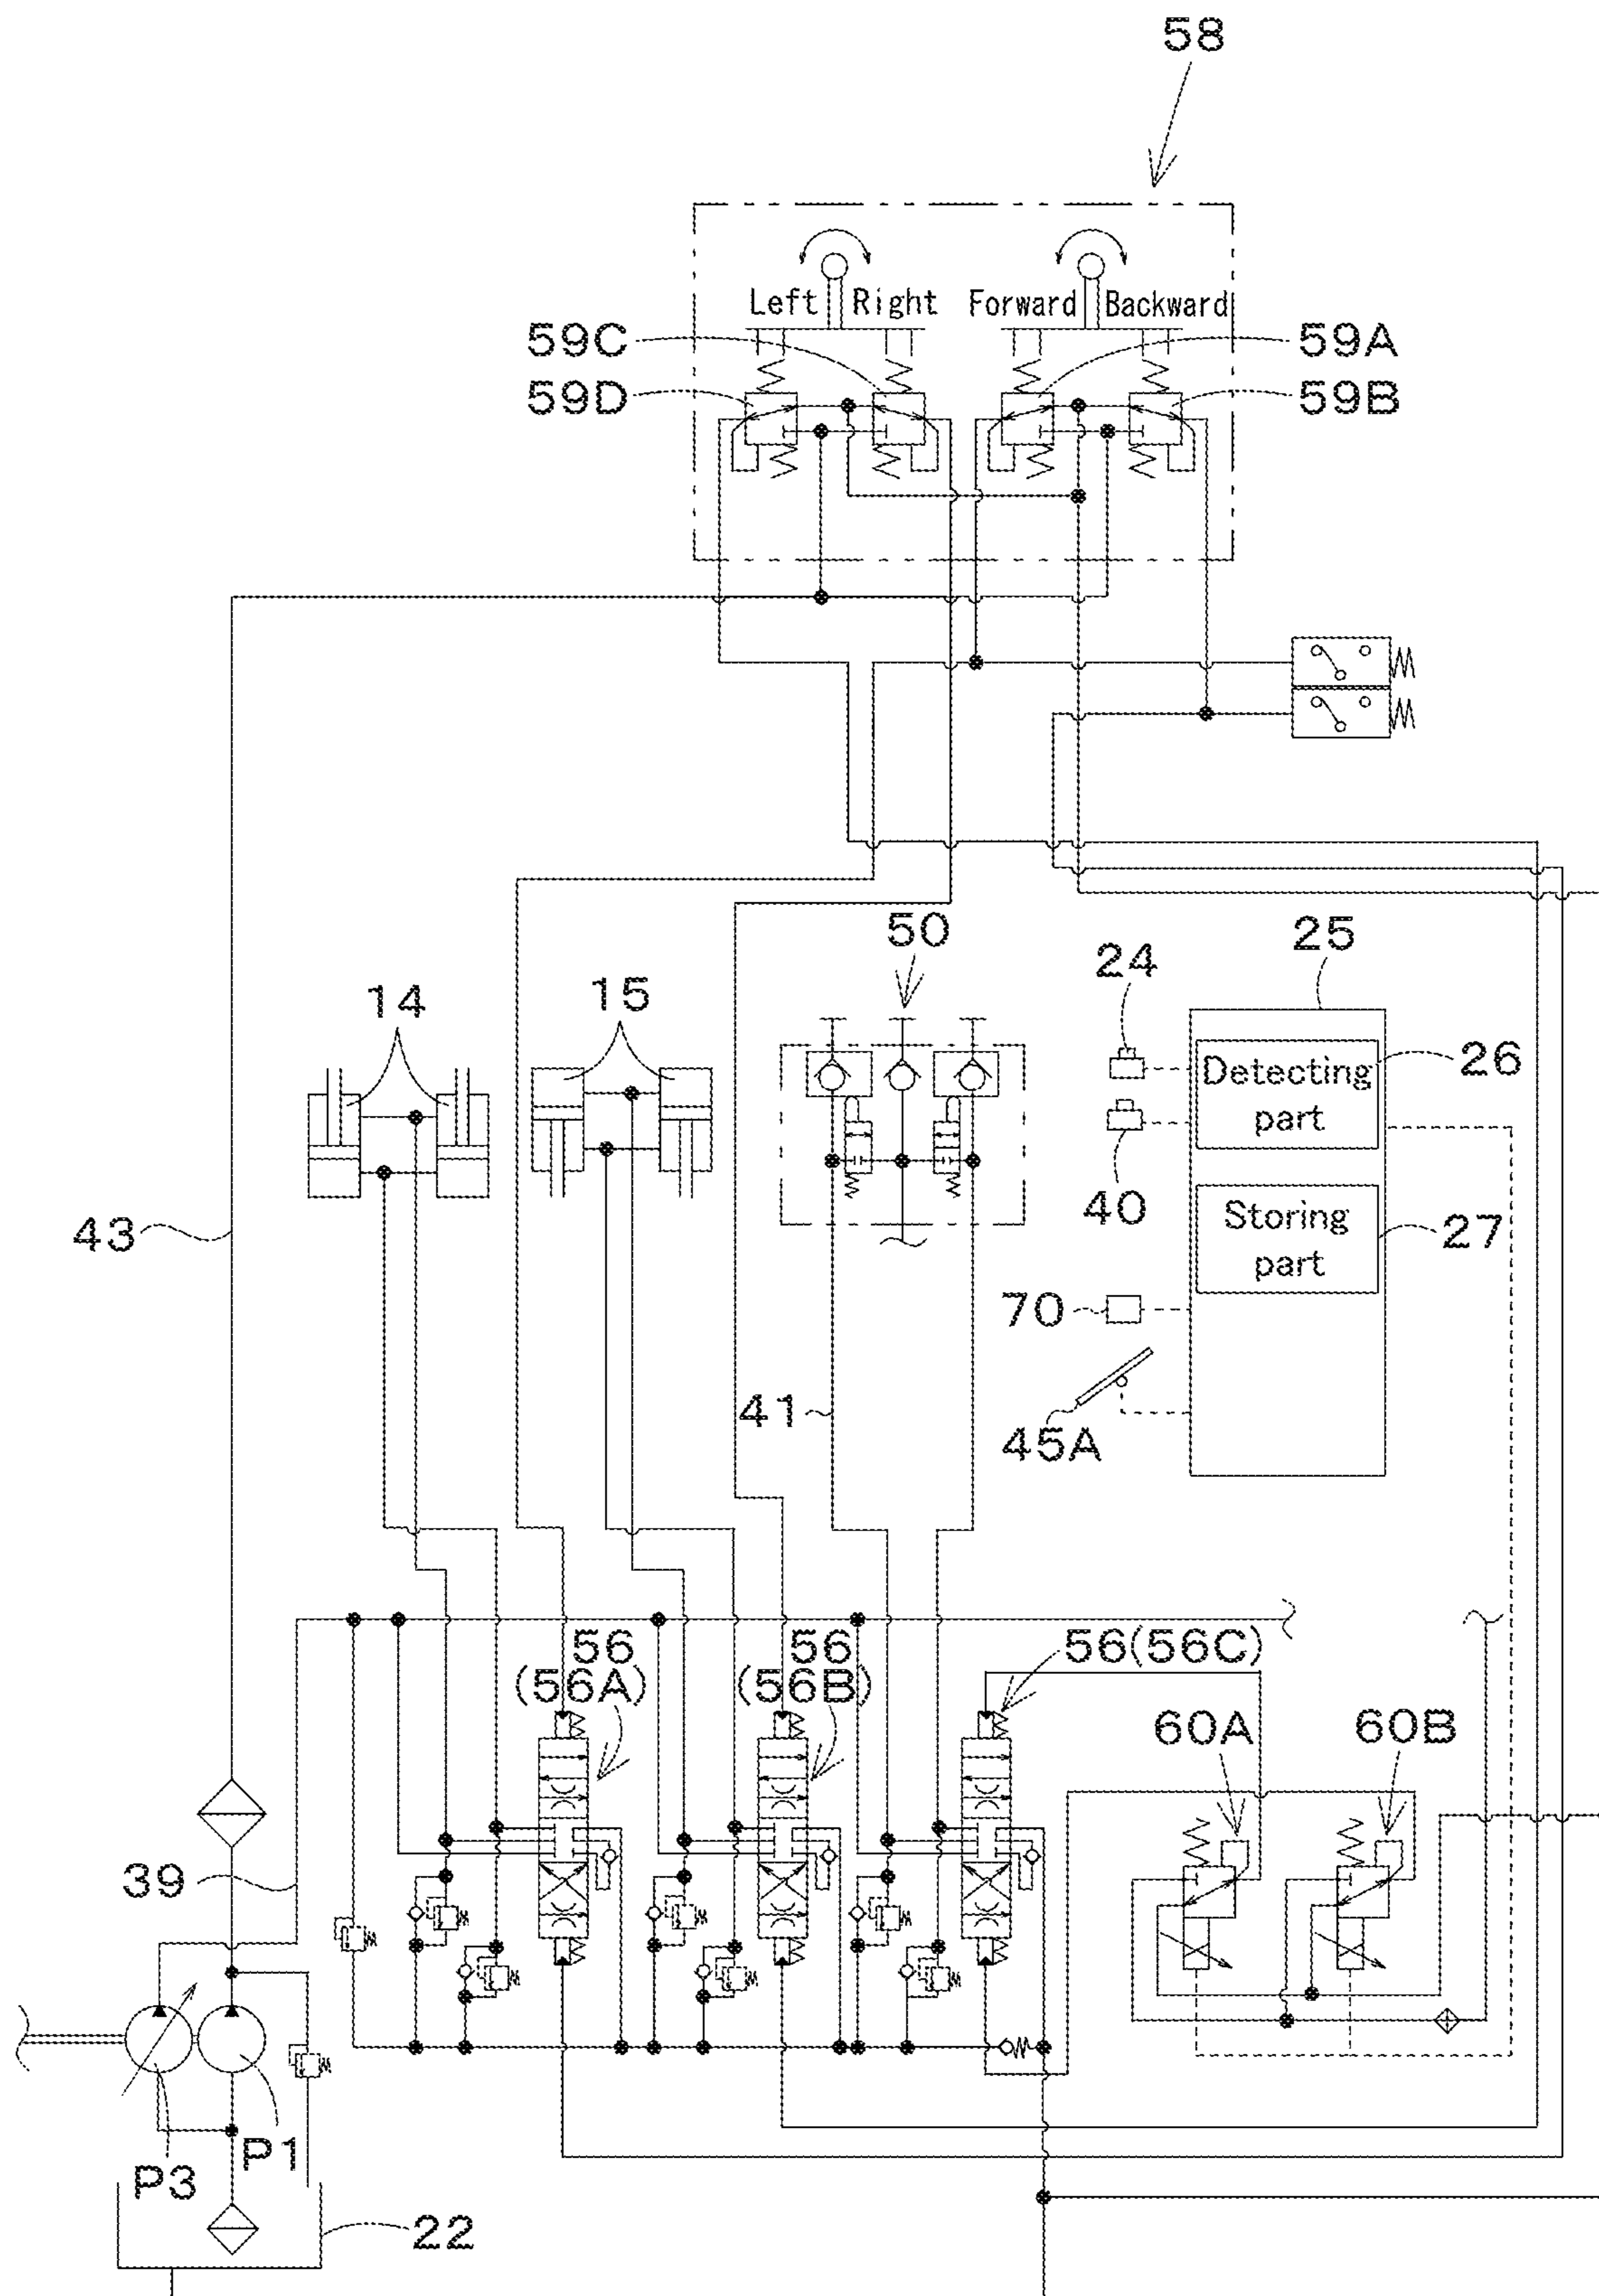 58
Left Right Forward Backward
59C 59A
59D 59B
50
25
24
14 15
Detecting
part
26
40
43
Storing
part
27
70
41
45A
56
(56A)
56
(56B)
56(56C)
60A 60B
39
P1
P3
22